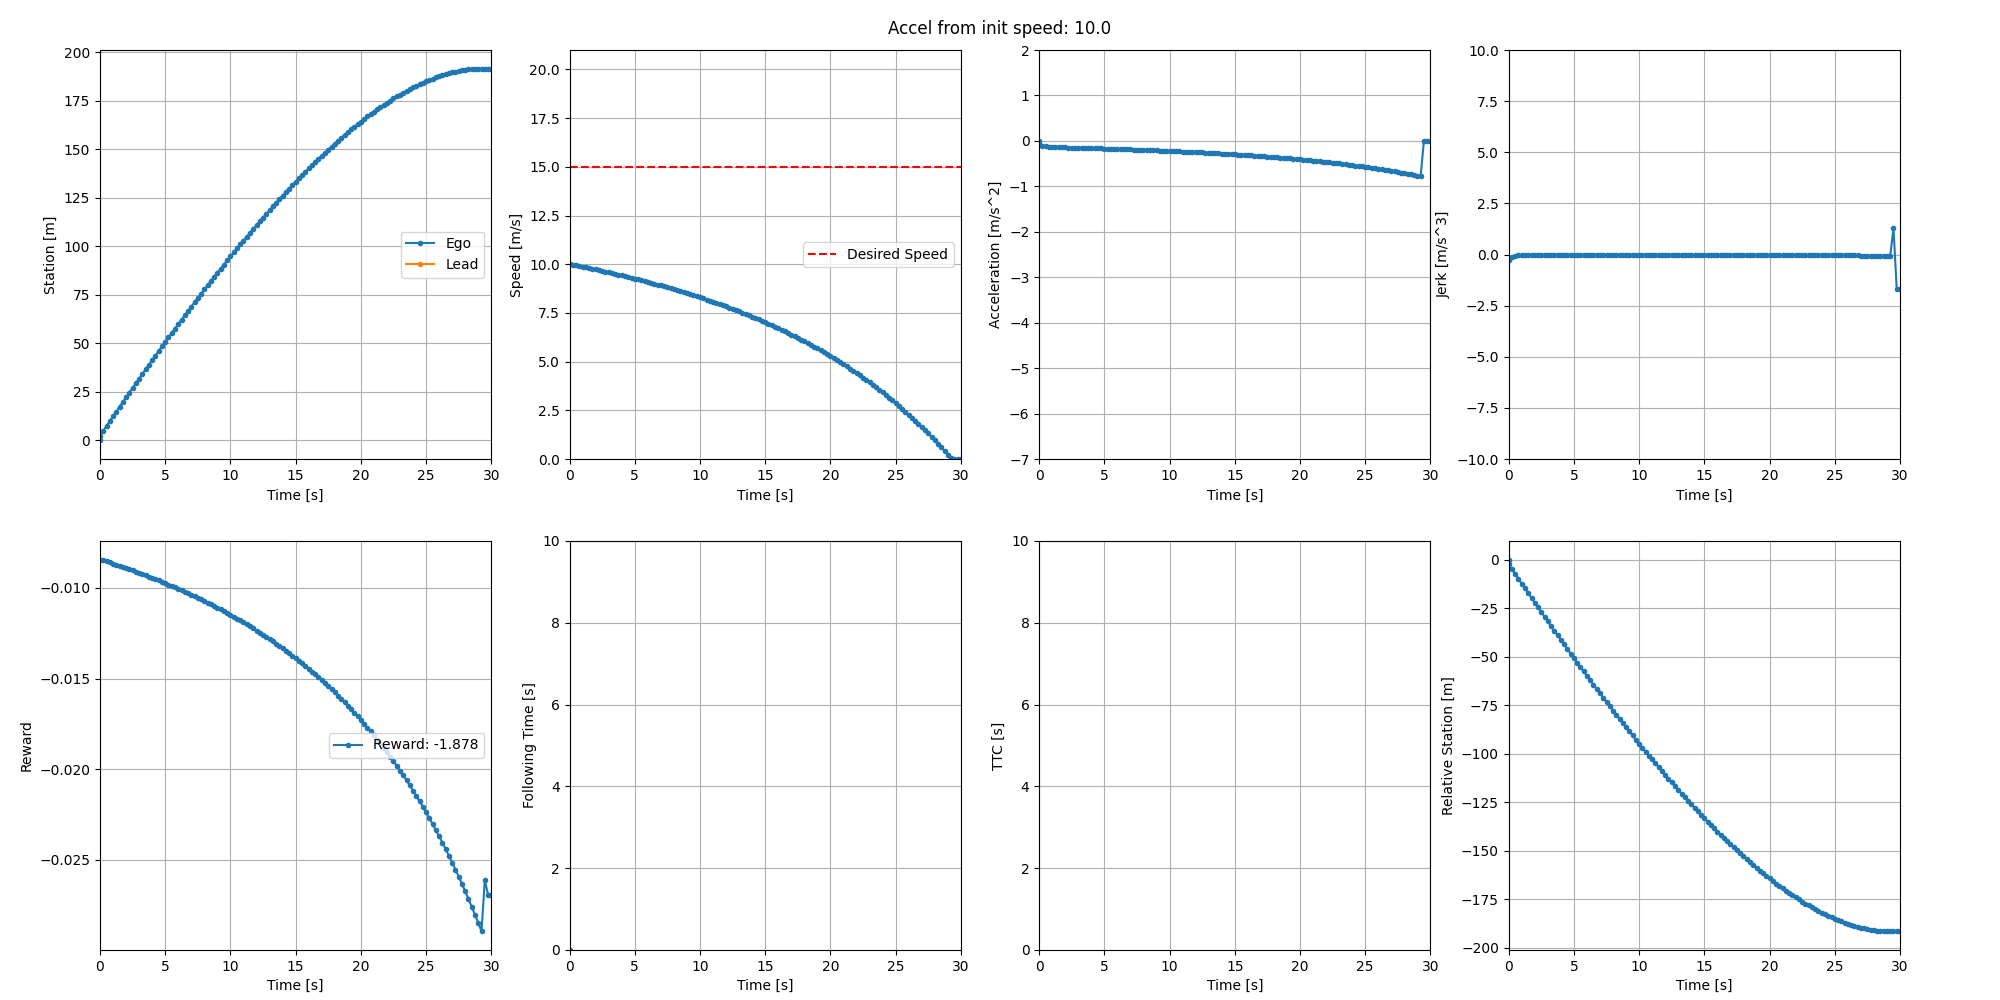 Accel from init speed: 10.0
200
175
150
125
100
75
50
25
0
Station [m]
Ego
Lead
0 5 10 15 20 25 30
Time [s]
20.0
17.5
15.0
12.5
10.0
7.5
5.0
2.5
0.0
Speed [m/s]
Desired Speed
0 5 10 15 20 25 30
Time [s]
2
1
0
−1
−2
−3
−4
−5
−6
−7
Acceleration [m/s^2]
0 5 10 15 20 25 30
Time [s]
10.0
7.5
5.0
2.5
0.0
−2.5
−5.0
−7.5
−10.0
Jerk [m/s^3]
0 5 10 15 20 25 30
Time [s]
−0.010
−0.015
−0.020
−0.025
Reward
Reward: -1.878
0 5 10 15 20 25 30
Time [s]
10
8
6
4
2
0
Following Time [s]
0 5 10 15 20 25 30
Time [s]
10
8
6
4
2
0
TTC [s]
0 5 10 15 20 25 30
Time [s]
0
−25
−50
−75
−100
−125
−150
−175
−200
Relative Station [m]
0 5 10 15 20 25 30
Time [s]